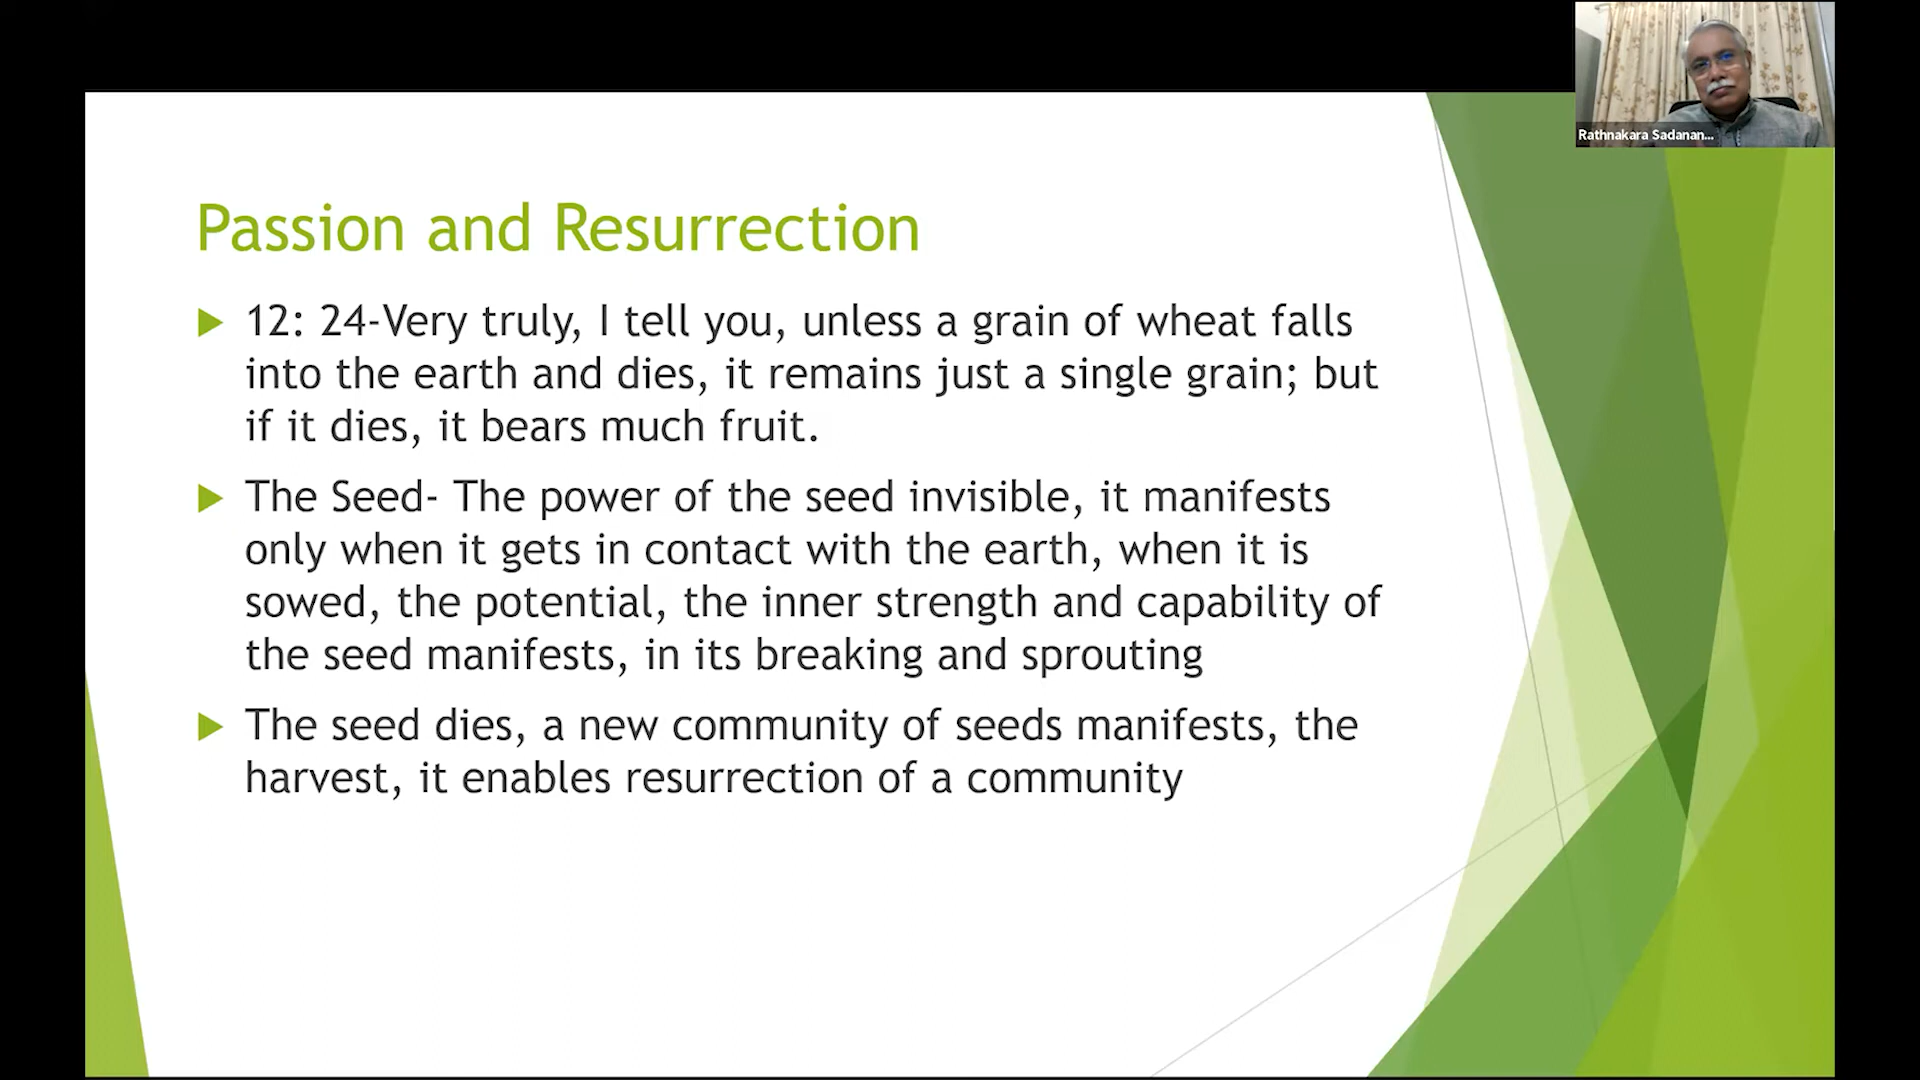 Rathnakara Sadanan...
Passion and Resurrection
12: 24-Very truly, I tell you, unless a grain of wheat falls
into the earth and dies, it remains just a single grain; but
if it dies, it bears much fruit.
The Seed- The power of the seed invisible, it manifests
only when it gets in contact with the earth, when it is
sowed, the potential, the inner strength and capability of
the seed manifests, in its breaking and sprouting
The seed dies, a new community of seeds manifests, the
harvest, it enables resurrection of a community